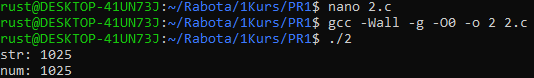 rust@DESKTOP-41UN73J:~/Rabota/1Kurs/PR1$ nano 2.c
rust@DESKTOP-41UN73J:~/Rabota/1Kurs/PR1$ gcc -Wall -g -O0 -o 2 2.c
rust@DESKTOP-41UN73J:~/Rabota/1Kurs/PR1$ ./2
str: 1025
num: 1025